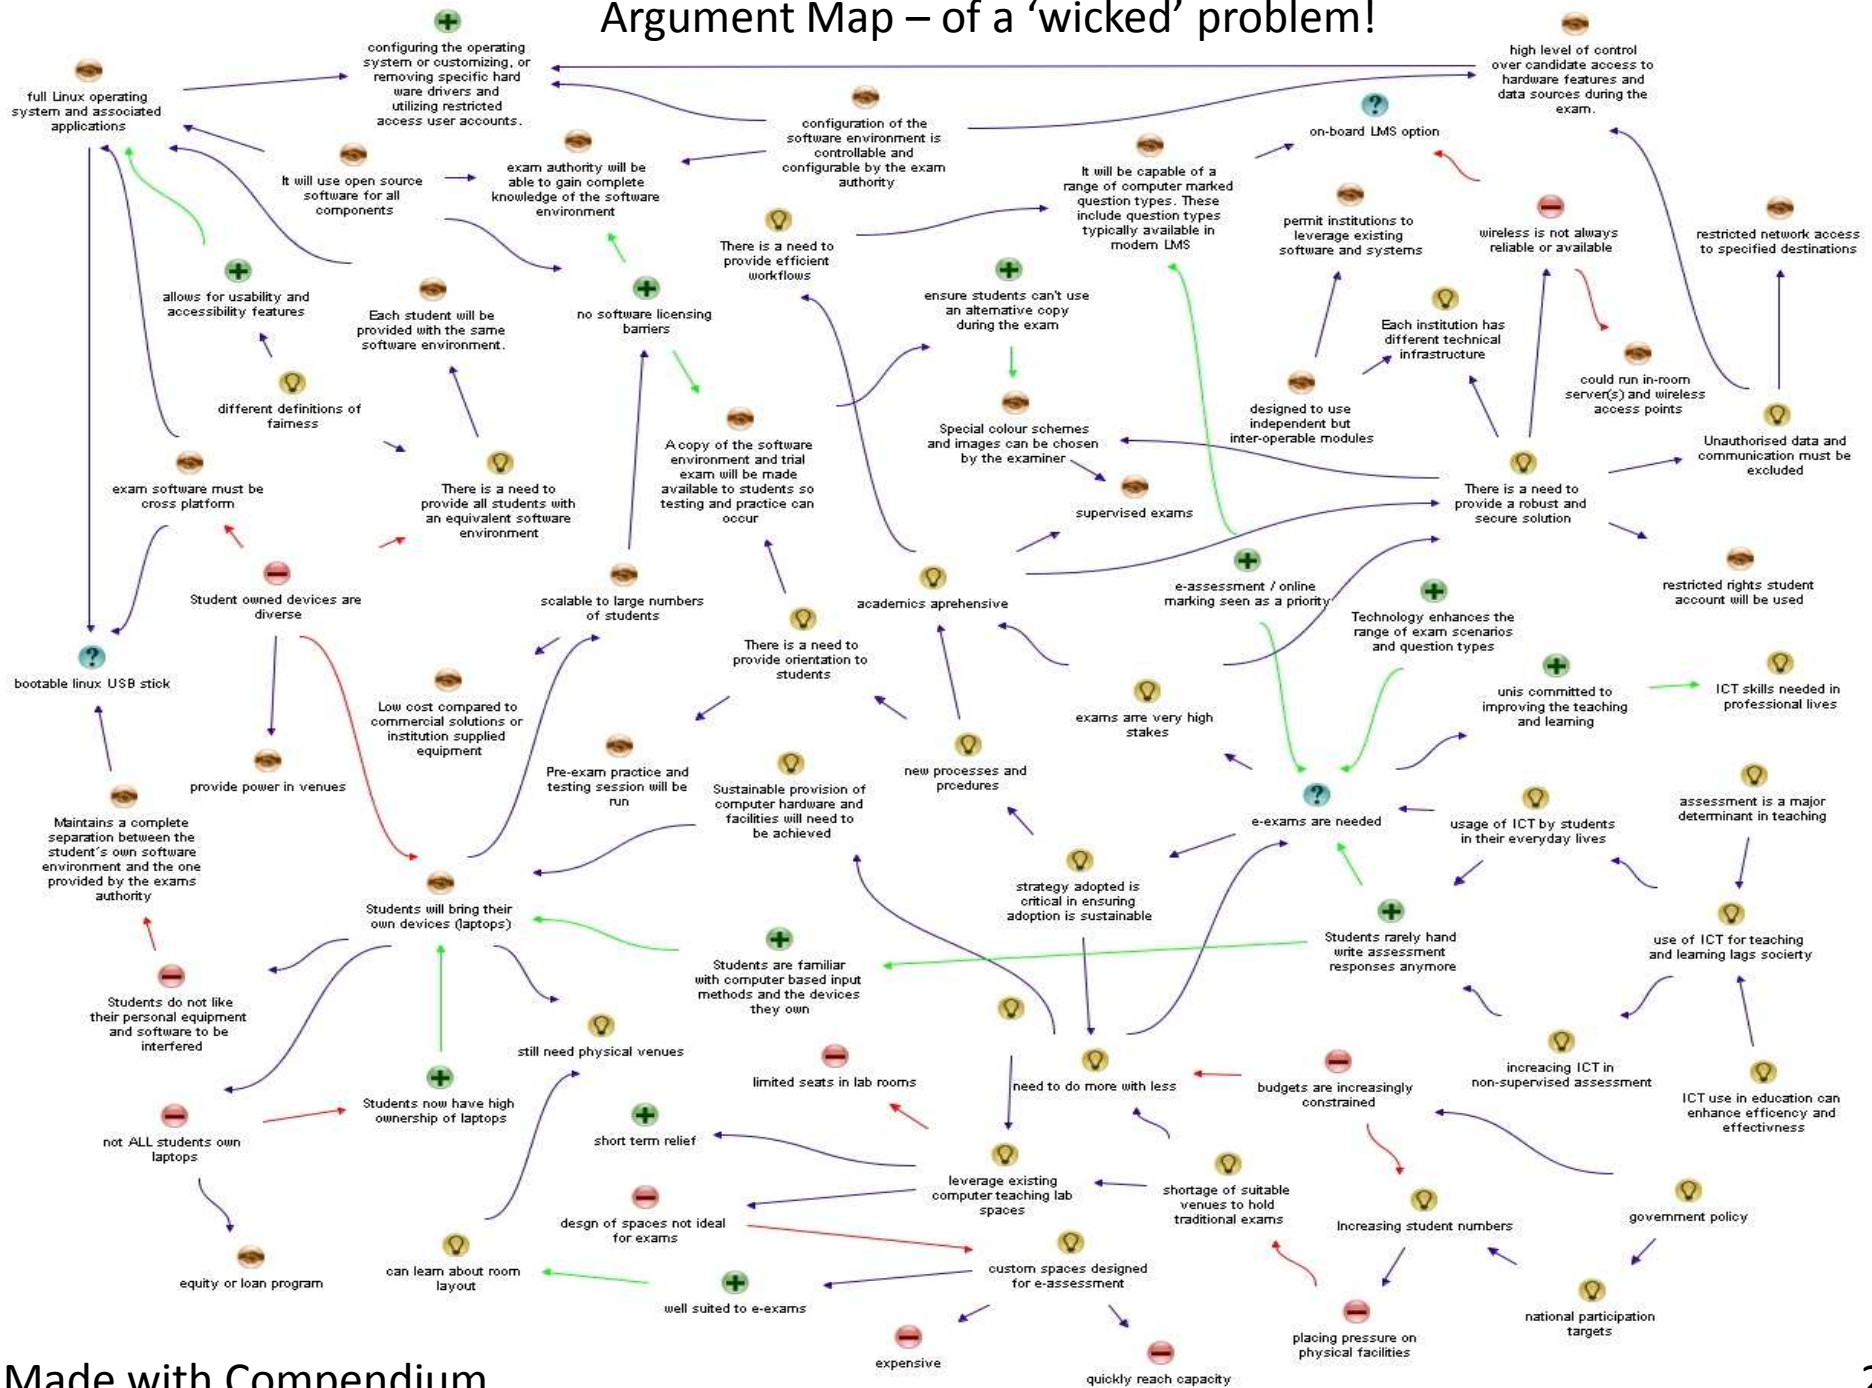 Argument Map – of a ‘wicked’ problem!
configuring the operating
system or customizing, or
removing specific hard
ware drivers and
utilizing restricted
access user accounts.
high level of control
over candidate access to
hardware features and
data sources during the
exam.
full Linux operating
system and associated
applications
configuration of the
software environment is
controllable and
configurable by the exam
authority
on-board LMS option
It will use open source
software for all
components
exam authority will be
able to gain complete
knowledge of the software
environment
It will be capable of a
range of computer marked
question types. These
include question types
typically available in
modern LMS
permit institutions to
leverage existing
software and systems
wireless is not always
reliable or available
restricted network access
to specified destinations
There is a need to
provide efficient
workflows
allows for usability and
accessibility features
Each student will be
provided with the same
software environment.
no software licensing
barriers
ensure students can't use
an alternative copy
during the exam
Each institution has
different technical
infrastructure
could run in-room
server(s) and wireless
access points
different definitions of
fairness
A copy of the software
environment and trial
exam will be made
available to students so
testing and practice can
occur
Special colour schemes
and images can be chosen
by the examiner
designed to use
independent but
inter-operable modules
Unauthorised data and
communication must be
excluded
exam software must be
cross platform
There is a need to
provide all students with
an equivalent software
environment
supervised exams
There is a need to
provide a robust and
secure solution
Student owned devices are
diverse
scalable to large numbers
of students
academics aprehensive
e-assessment / online
marking seen as a priority
restricted rights student
account will be used
There is a need to
provide orientation to
students
Technology enhances the
range of exam scenarios
and question types
bootable linux USB stick
Low cost compared to
commercial solutions or
institution supplied
equipment
exams arre very high
stakes
unis committed to
improving the teaching
and learning
ICT skills needed in
professional lives
provide power in venues
Pre-exam practice and
testing session will be
run
Sustainable provision of
computer hardware and
facilities will need to
be achieved
new processes and
prcedures
Maintains a complete
separation between the
student's own software
environment and the one
provided by the exams
authority
e-exams are needed
usage of ICT by students
in their everyday lives
assessment is a major
determinant in teaching
Students will bring their
own devices (laptops)
strategy adopted is
critical in ensuring
adoption is sustainable
Students rarely hand
write assessment
responses anymore
use of ICT for teaching
and learning lags socierty
Students do not like
their personal equipment
and software to be
interfered
Students are familiar
with computer based input
methods and the devices
they own
still need physical venues
limited seats in lab rooms
need to do more with less
budgets are increasingly
constrained
increacing ICT in
non-supervised assessment
ICT use in education can
enhance efficency and
effectivness
Students now have high
ownership of laptops
not ALL students own
laptops
short term relief
leverage existing
computer teaching lab
spaces
shortage of suitable
venues to hold
traditional exams
Increasing student numbers
government policy
desgn of spaces not ideal
for exams
equity or loan program
can learn about room
layout
well suited to e-exams
custom spaces designed
for e-assessment
national participation
targets
placing pressure on
physical facilities
expensive
quickly reach capacity
Made with Compendium